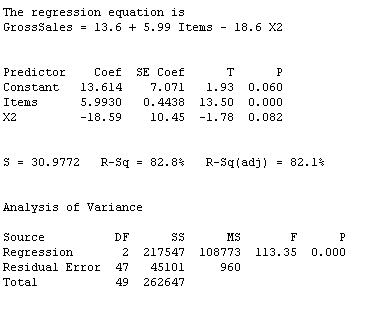 The regression equation is
GrossSales = 13.6 + 5.99 Items - 18.6 X2
Predictor Coef SE Coef T P
Constant 13.614 7.071 1.93 0.060
Items 5.9930 0.4438 13.50 0.000
X2 -18.59 10.45 -1.78 0.082
S = 30.9772 R-Sq = 82.8% R-Sq(adj) = 82.1%
Analysis of Variance
Source DF SS MS F P
Regression 2 217547 108773 113.35 0.000
Residual Error 47 45101 960
Total 49 262647